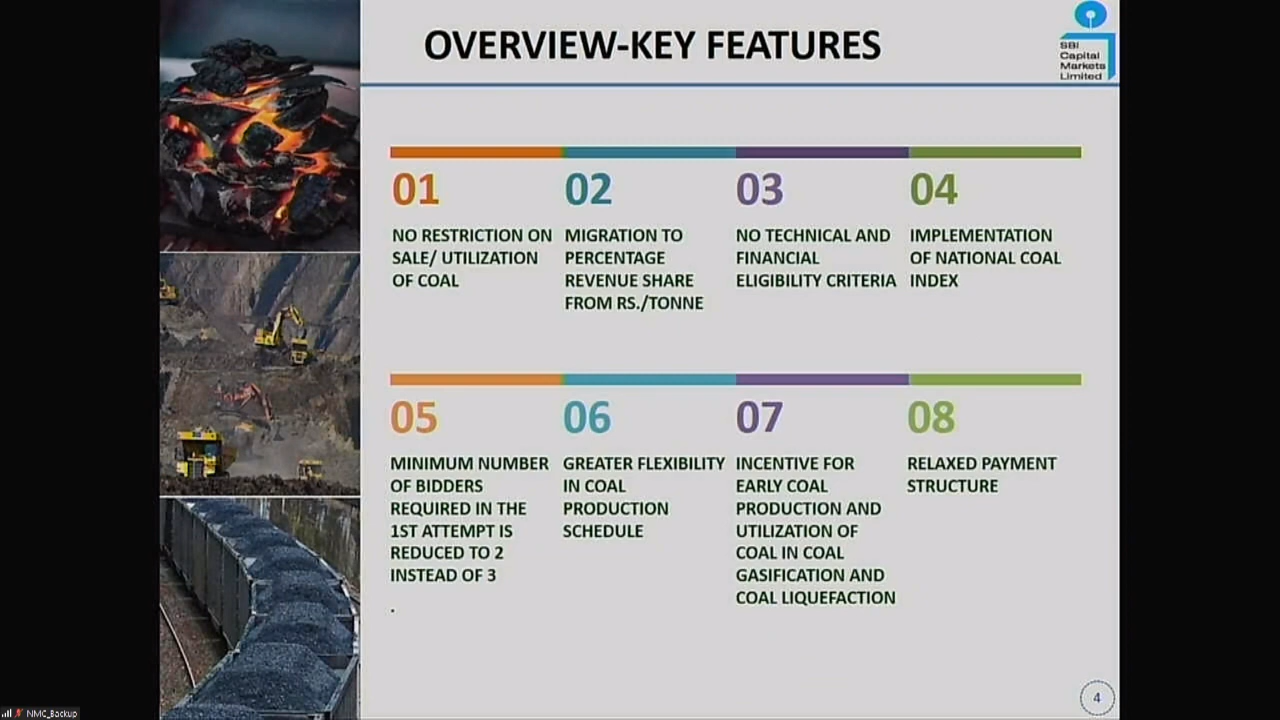 OVERVIEW-KEY FEATURES
SBI
Capital
Markets
Limited
01
NO RESTRICTION ON
SALE/ UTILIZATION
OF COAL
02
MIGRATION TO
PERCENTAGE
REVENUE SHARE
FROM RS./TONNE
03
NO TECHNICAL AND
FINANCIAL
ELIGIBILITY CRITERIA
04
IMPLEMENTATION
OF NATIONAL COAL
INDEX
05
MINIMUM NUMBER
OF BIDDERS
REQUIRED IN THE
1ST ATTEMPT IS
REDUCED TO 2
INSTEAD OF 3
.
06
GREATER FLEXIBILITY
IN COAL
PRODUCTION
SCHEDULE
07
INCENTIVE FOR
EARLY COAL
PRODUCTION AND
UTILIZATION OF
COAL IN COAL
GASIFICATION AND
COAL LIQUEFACTION
08
RELAXED PAYMENT
STRUCTURE
4
NMC_Backup